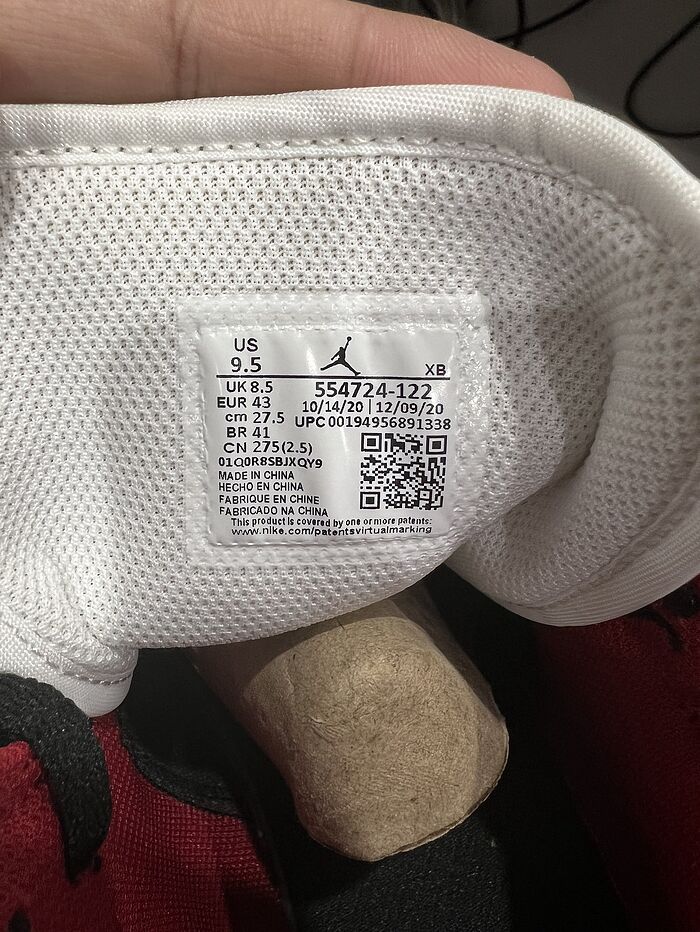 US
9.5
XB
UK 8.5
EUR 43
cm 27.5
BR 41
CN 275(2.5)
554724-122
10/14/20 | 12/09/20
UPC 00194956891338
01Q0R8SBJXQY9
MADE IN CHINA
HECHO EN CHINA
FABRIQUE EN CHINE
FABRICADO NA CHINA
This product is covered by one or more patents:
www.nike.com/patentsvirtualmarking